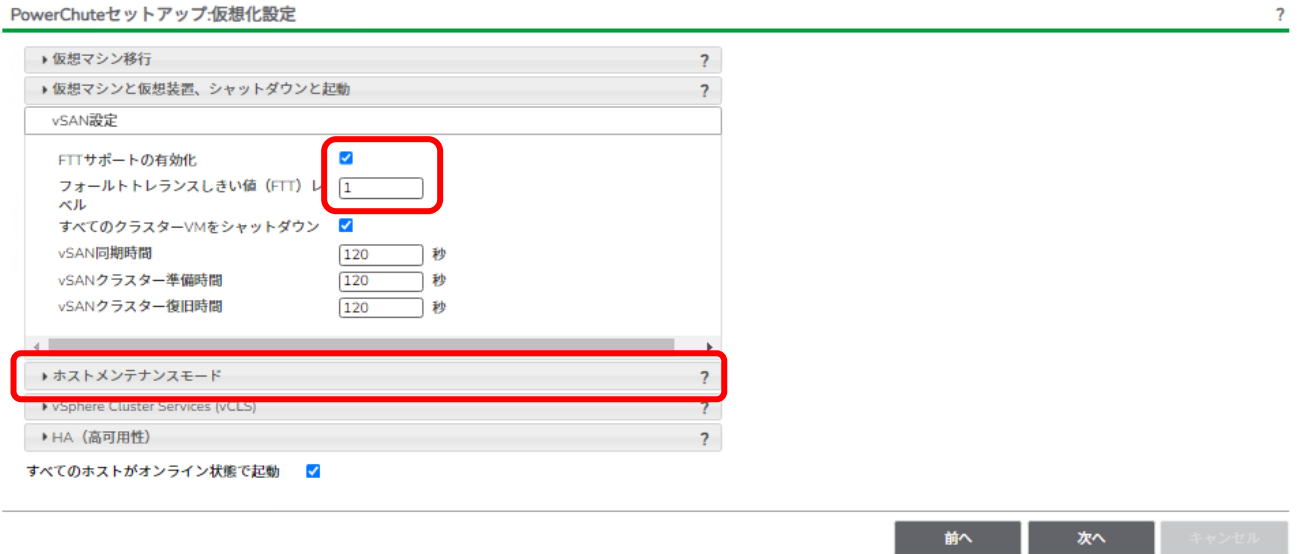 PowerChuteセットアップ:仮想化設定 ?
仮想マシン移行 ?
仮想マシンと仮想装置、シャットダウンと起動 ?
vSAN設定
FTTサポートの有効化
フォールトトレランスしきい値（FTT）レ 1
ベル
すべてのクラスターVMをシャットダウン
vSAN同期時間 120 秒
vSANクラスター準備時間 120 秒
vSANクラスター復旧時間 120 秒
ホストメンテナンスモード ?
vSphere Cluster Services (vCLS) ?
HA（高可用性） ?
すべてのホストがオンライン状態で起動
前へ 次へ キャンセル